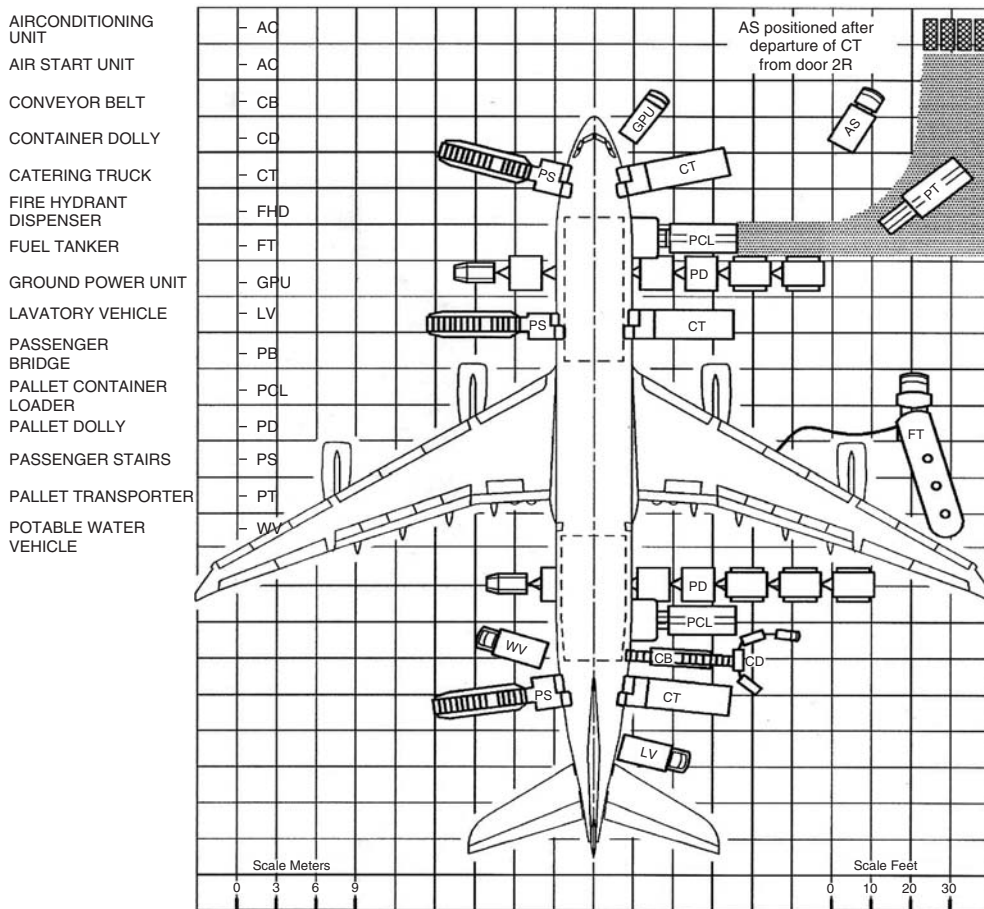 AIRCONDITIONING
UNIT
- AC
AIR START UNIT
- AC
CONVEYOR BELT
- CB
CONTAINER DOLLY
- CD
CATERING TRUCK
- CT
FIRE HYDRANT
DISPENSER
- FHD
FUEL TANKER
- FT
GROUND POWER UNIT
- GPU
LAVATORY VEHICLE
- LV
PASSENGER
BRIDGE
- PB
PALLET CONTAINER
LOADER
- PCL
PALLET DOLLY
- PD
PASSENGER STAIRS
- PS
PALLET TRANSPORTER
- PT
POTABLE WATER
VEHICLE
- WV
AS positioned after
departure of CT
from door 2R
GPU
AS
PS
CT
PT
PCL
PD
PS
CT
FT
PD
PCL
WV
CB
CD
PS
CT
LV
Scale Meters
0 3 6 9
Scale Feet
0 10 20 30